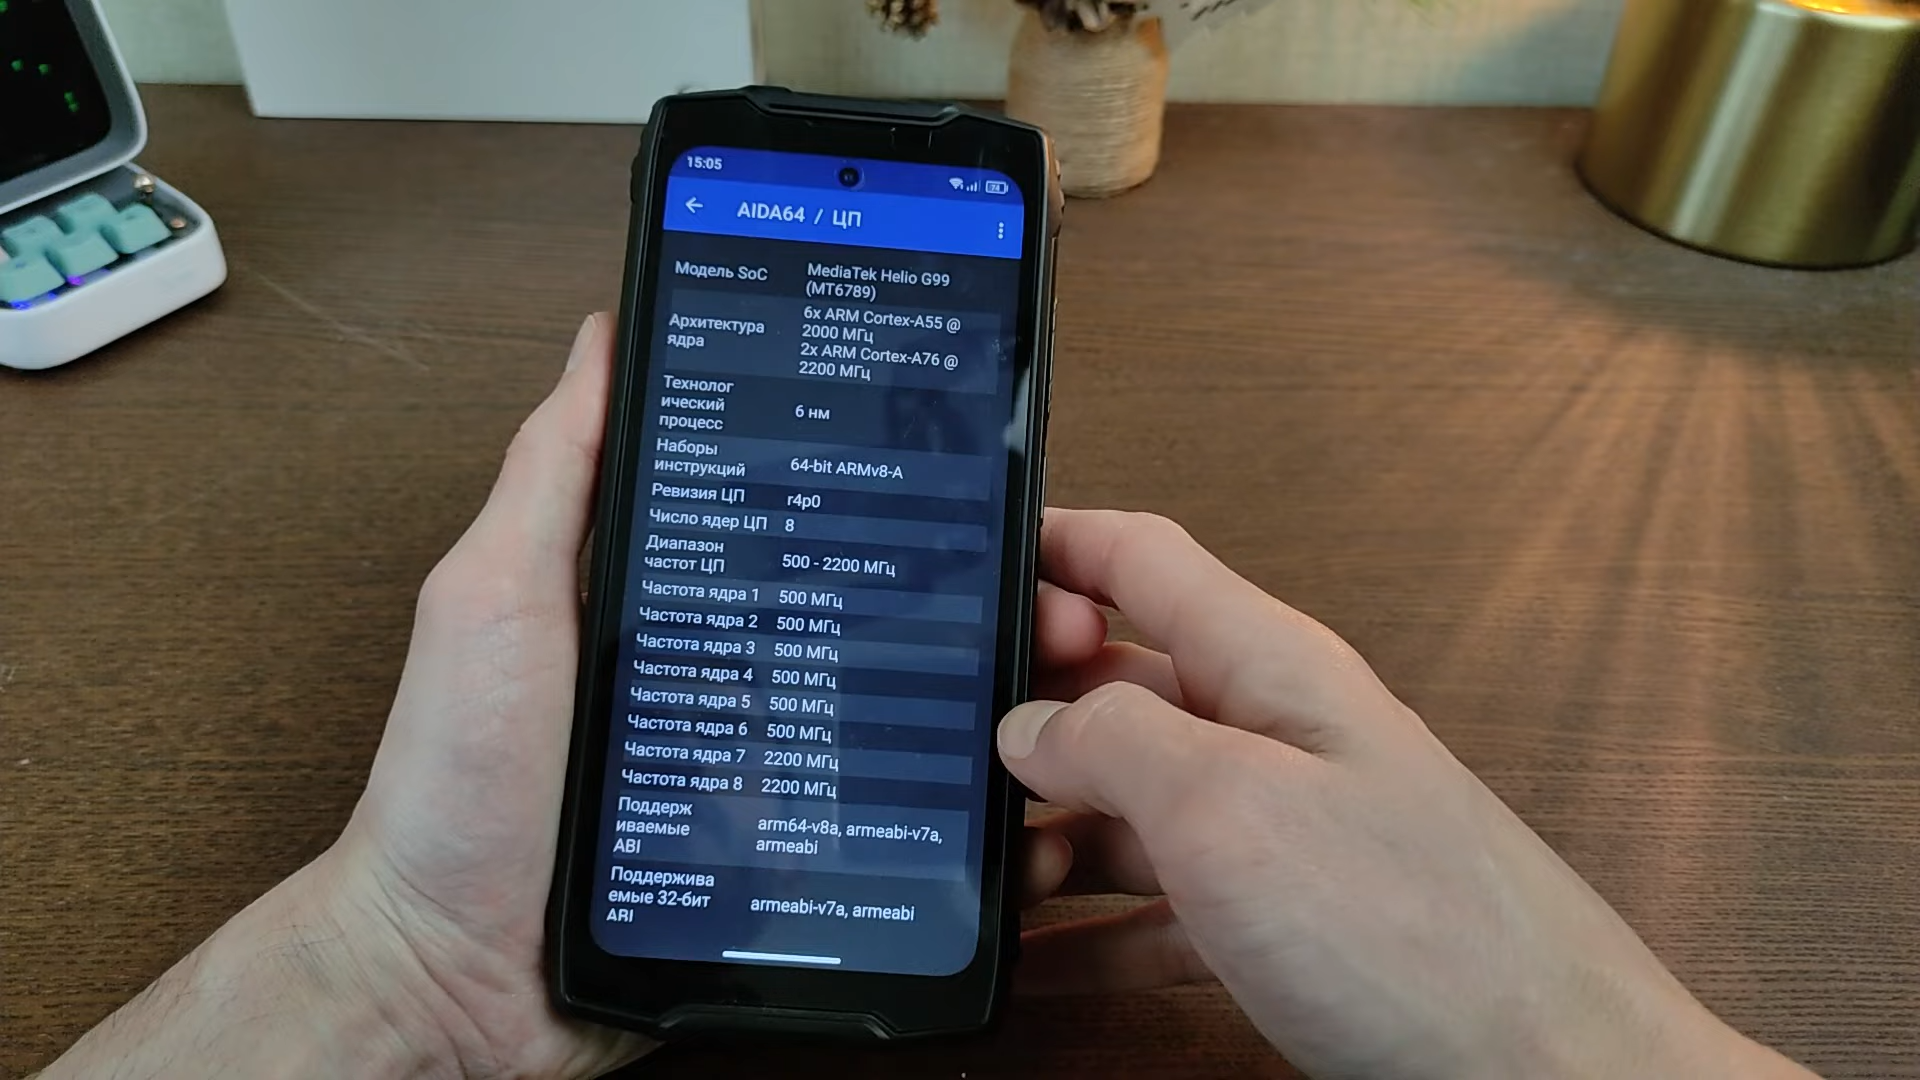 15:05
74
AIDA64 / ЦП
Модель SoC
MediaTek Helio G99
(MT6789)
Архитектура
ядра
6x ARM Cortex-A55 @
2000 МГц
2x ARM Cortex-A76 @
2200 МГц
Технолог
ический
процесс
6 нм
Наборы
инструкций
64-bit ARMv8-A
Ревизия ЦП
r4p0
Число ядер ЦП
8
Диапазон
частот ЦП
500 - 2200 МГц
Частота ядра 1
500 МГц
Частота ядра 2
500 МГц
Частота ядра 3
500 МГц
Частота ядра 4
500 МГц
Частота ядра 5
500 МГц
Частота ядра 6
500 МГц
Частота ядра 7
2200 МГц
Частота ядра 8
2200 МГц
Поддерж
иваемые
ABI
arm64-v8a, armeabi-v7a,
armeabi
Поддержива
емые 32-бит
ABI
armeabi-v7a, armeabi